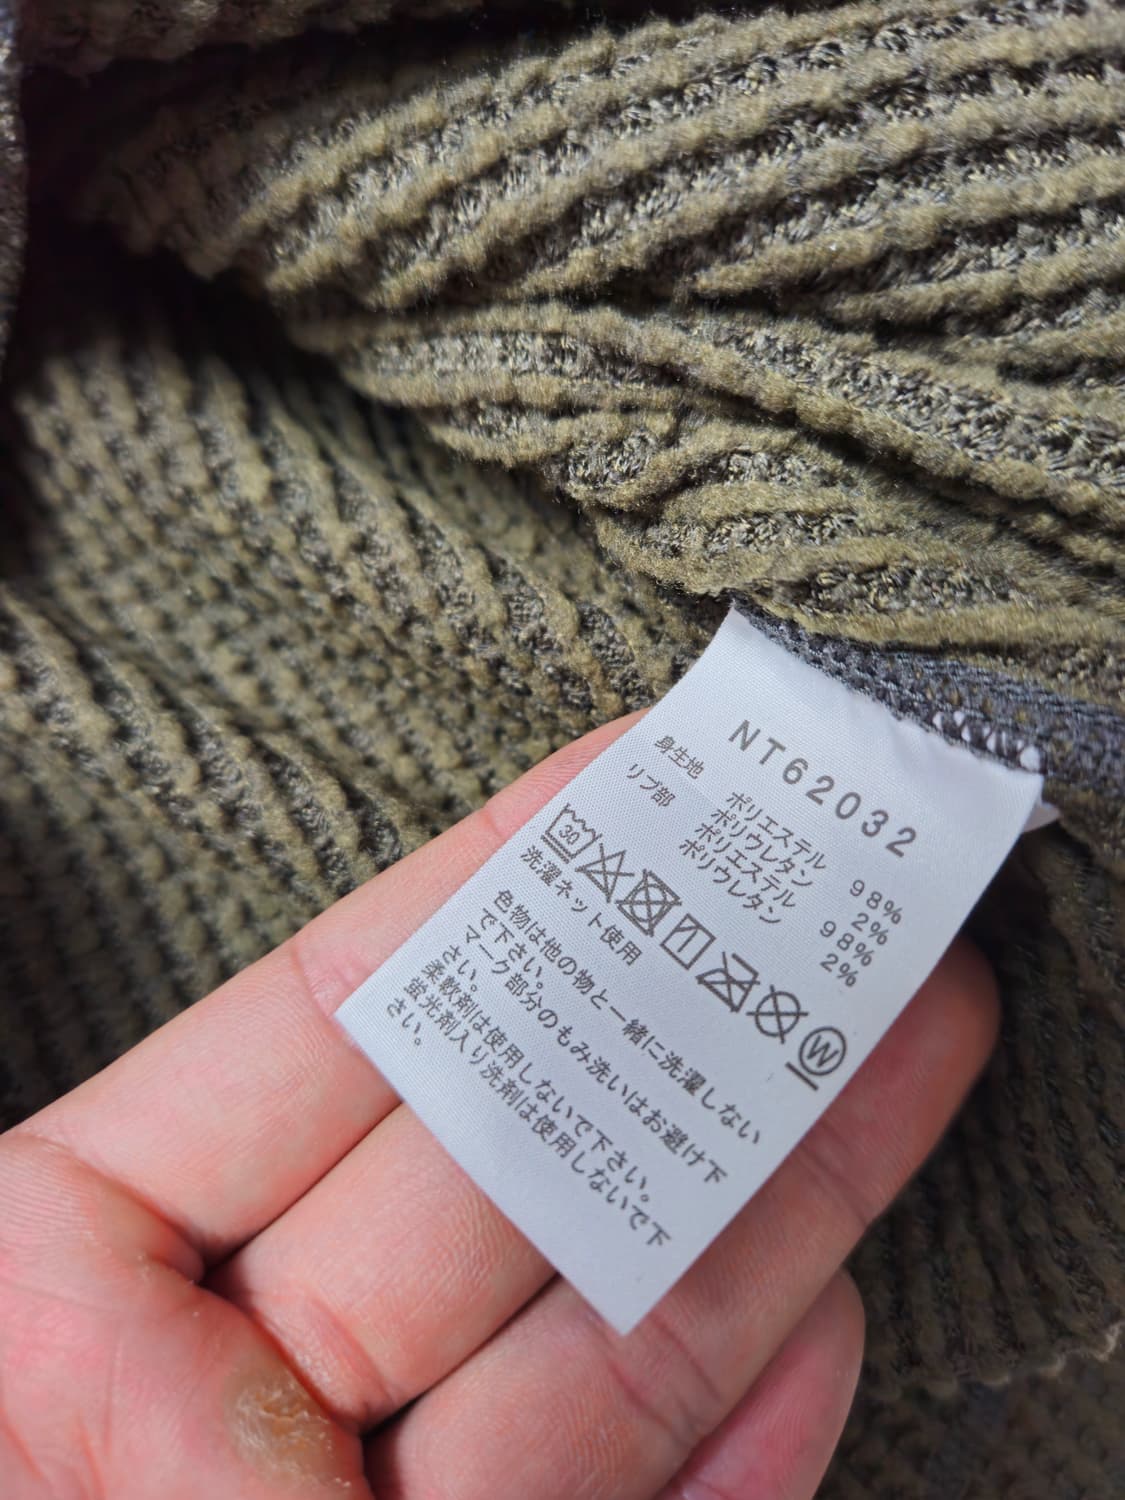 NT62032
身生地 ポリエステル 98%
ポリウレタン 2%
リブ部 ポリエステル 98%
ポリウレタン 2%
30 W
洗濯ネット使用
色物は他の物と一緒に洗濯しない
で下さい。
マーク部分のもみ洗いはお避け下
さい。
柔軟剤は使用しないで下さい。
蛍光剤入り洗剤は使用しないで下
さい。